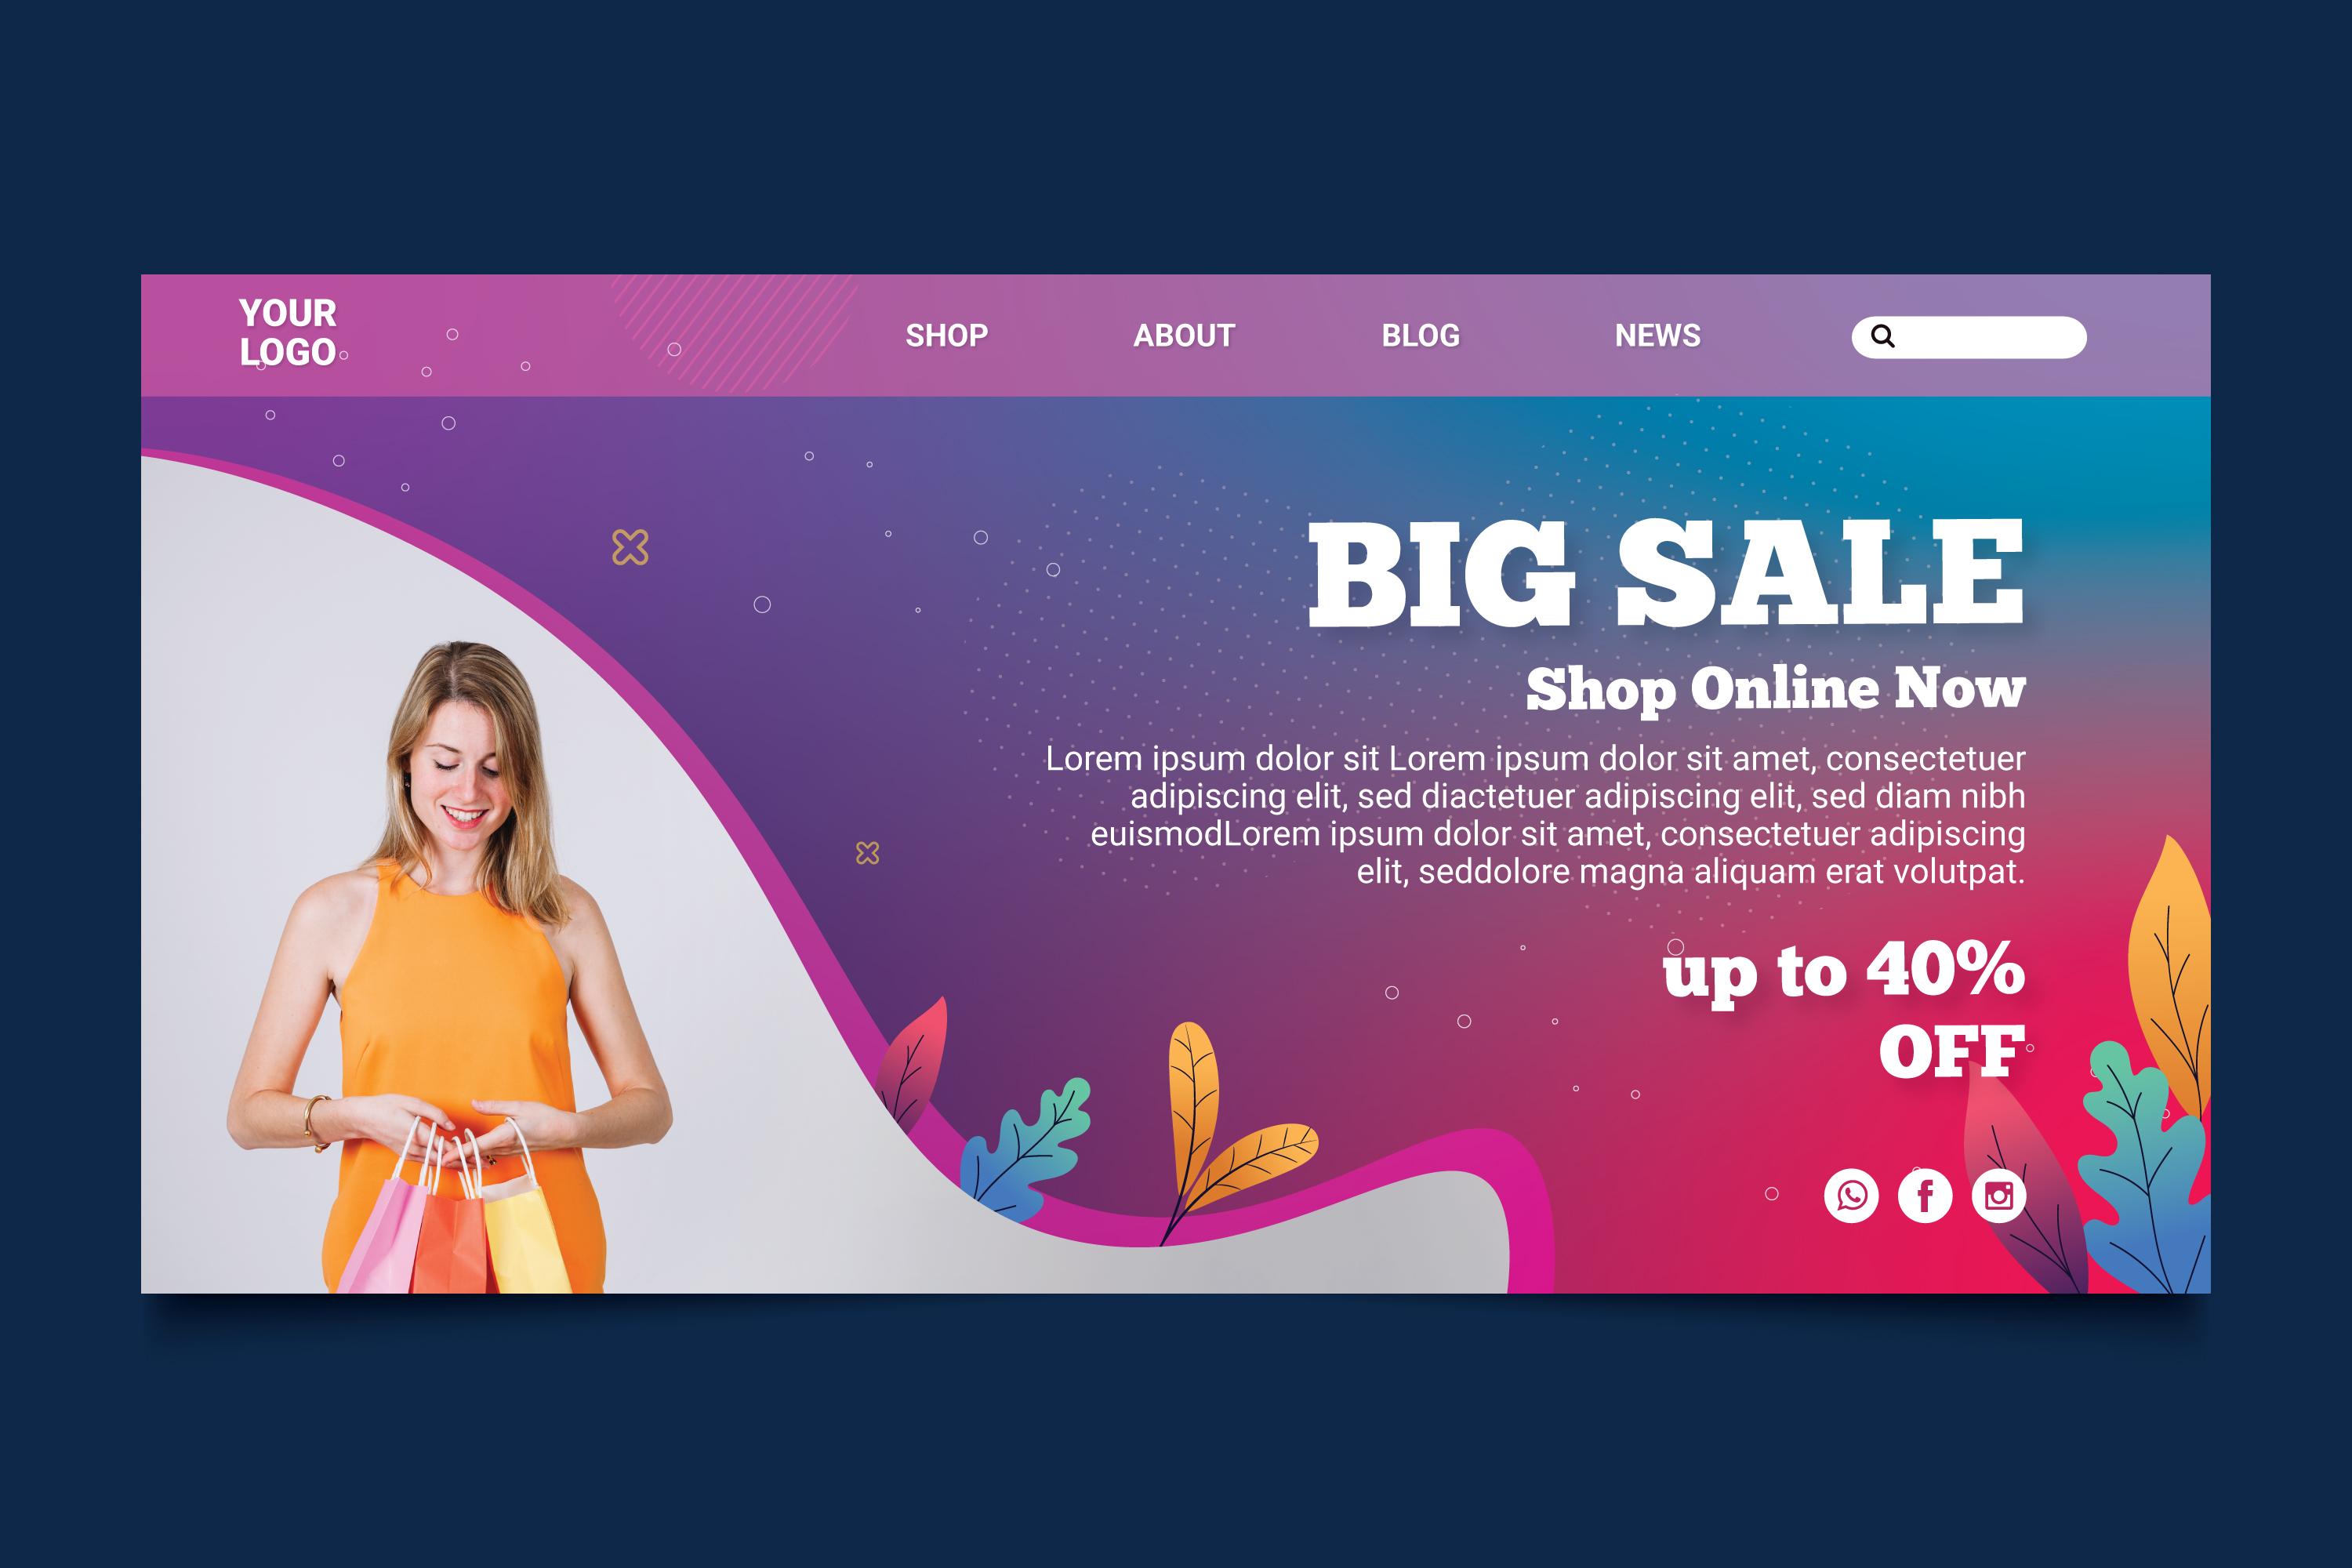 YOUR
LOGO
SHOP ABOUT BLOG NEWS
BIG SALE
Shop Online Now
Lorem ipsum dolor sit Lorem ipsum dolor sit amet, consectetuer
adipiscing elit, sed diactetuer adipiscing elit, sed diam nibh
euismodLorem ipsum dolor sit amet, consectetuer adipiscing
elit, seddolore magna aliquam erat volutpat.
up to 40%
OFF